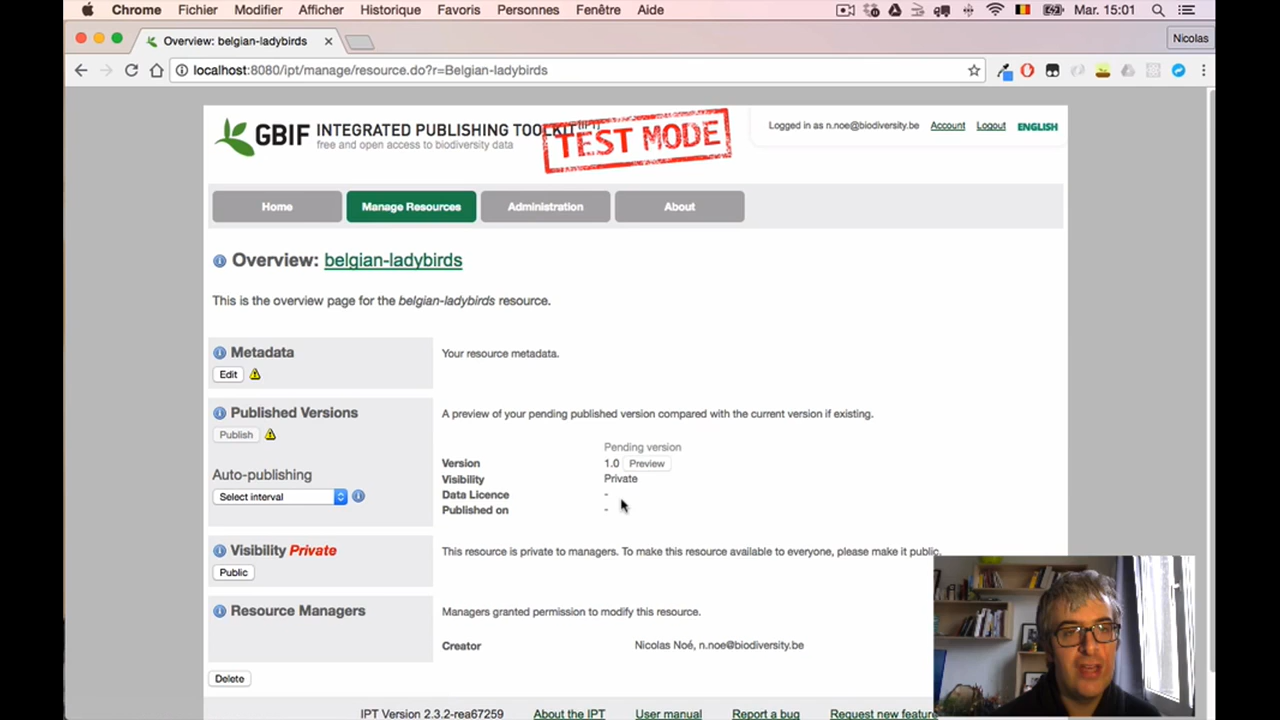 Chrome Fichier Modifier Afficher Historique Favoris Personnes Fenêtre Aide Mar. 15:01
Overview: belgian-ladybirds Nicolas
localhost:8080/ipt/manage/resource.do?r=Belgian-ladybirds
GBIF INTEGRATED PUBLISHING TOOLKIT (IPT)
free and open access to biodiversity data
TEST MODE
Logged in as n.noe@biodiversity.be Account Logout ENGLISH
Home Manage Resources Administration About
Overview: belgian-ladybirds
This is the overview page for the belgian-ladybirds resource.
Metadata Your resource metadata.
Edit
Published Versions A preview of your pending published version compared with the current version if existing.
Publish
Pending version
Version 1.0 Preview
Auto-publishing Visibility Private
Select interval Data Licence -
Published on -
Visibility Private This resource is private to managers. To make this resource available to everyone, please make it public.
Public
Resource Managers Managers granted permission to modify this resource.
Creator Nicolas Noé, n.noe@biodiversity.be
Delete
IPT Version 2.3.2-rea67259 About the IPT User manual Report a bug Request new feature